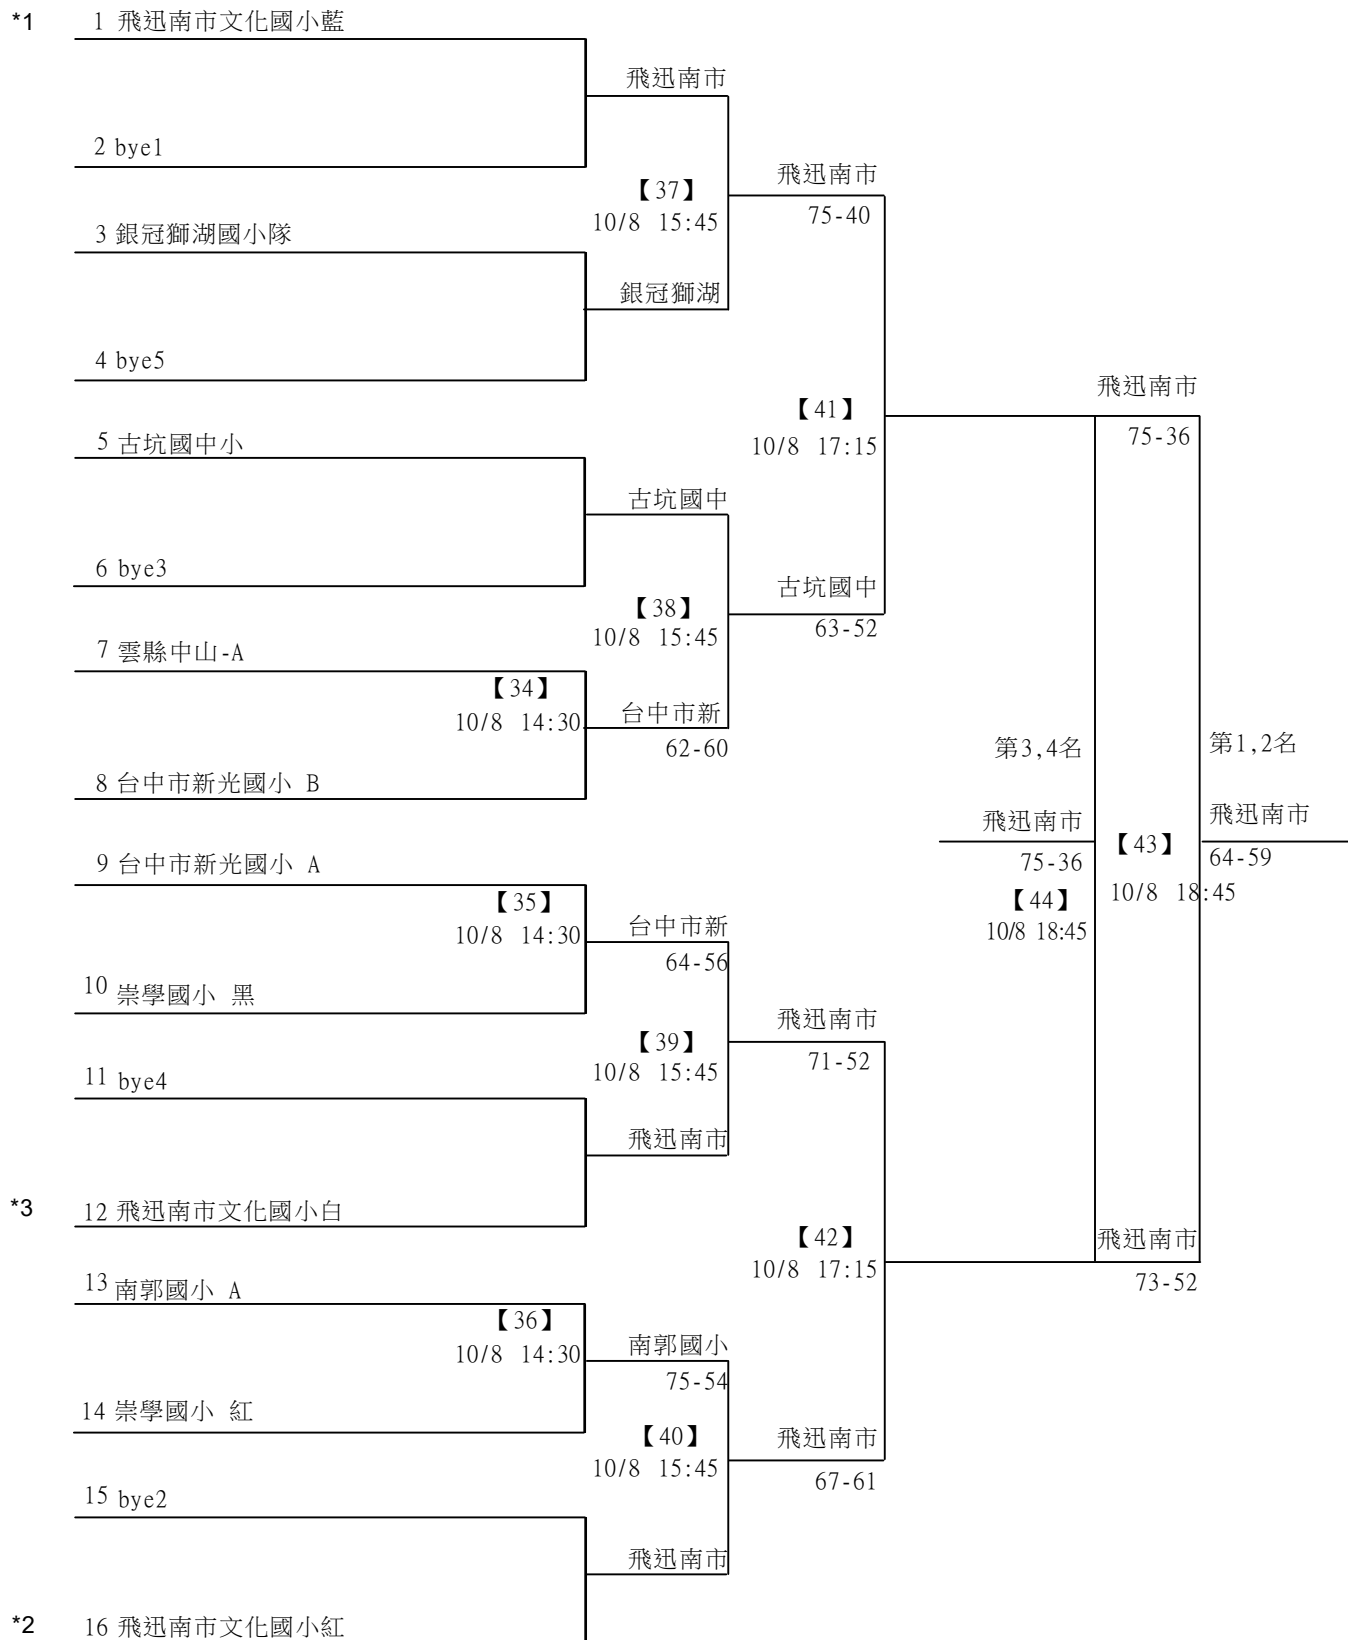 *1 1 飛迅南市文化國小藍
飛迅南市
2 bye1
飛迅南市
【37】
75-40
10/8 15:45
3 銀冠獅湖國小隊
銀冠獅湖
4 bye5
飛迅南市
【41】
75-36
5 古坑國中小
10/8 17:15
古坑國中
6 bye3
古坑國中
【38】
63-52
10/8 15:45
7 雲縣中山-A
【34】
10/8 14:30
台中市新
62-60
第3,4名
第1,2名
8 台中市新光國小 B
飛迅南市
飛迅南市
【43】
75-36
64-59
9 台中市新光國小 A
【35】
【44】
10/8 18:45
10/8 14:30
台中市新
10/8 18:45
64-56
10 崇學國小 黑
飛迅南市
【39】
71-52
10/8 15:45
11 bye4
飛迅南市
*3 12 飛迅南市文化國小白
【42】
飛迅南市
10/8 17:15
73-52
13 南郭國小 A
【36】
10/8 14:30
南郭國小
75-54
14 崇學國小 紅
【40】
飛迅南市
10/8 15:45
67-61
15 bye2
飛迅南市
*2 16 飛迅南市文化國小紅